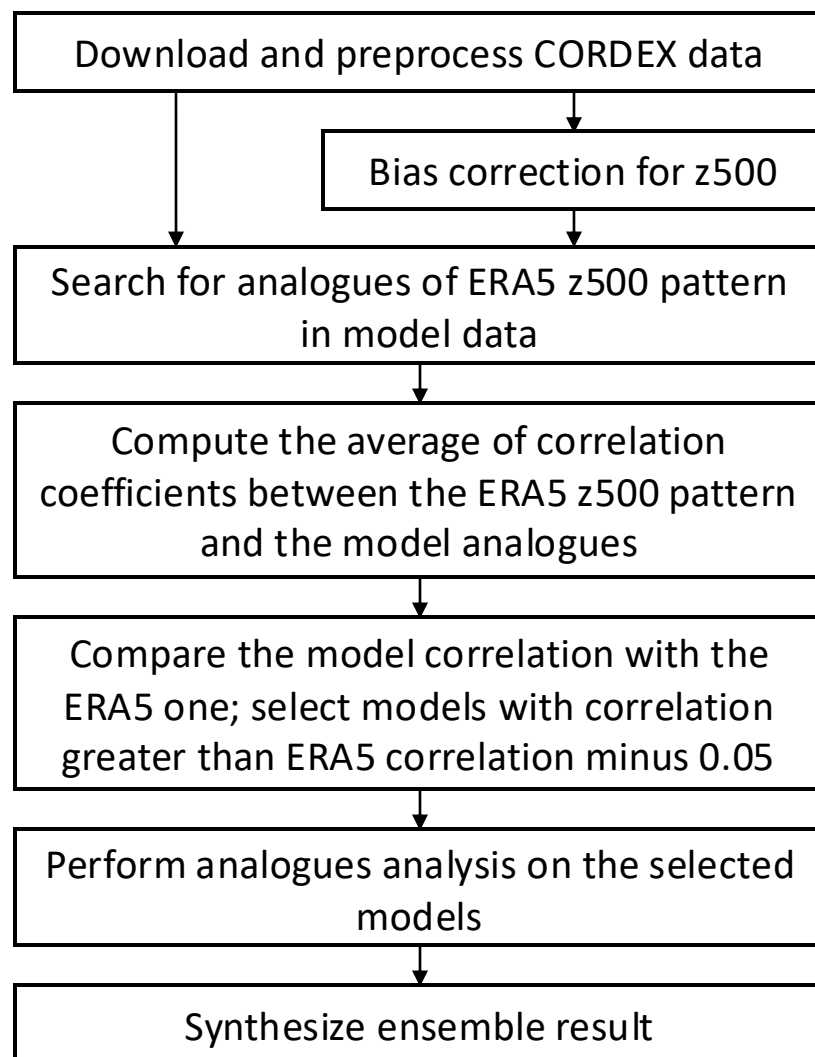 Download and preprocess CORDEX data
Bias correction for z500
Search for analogues of ERA5 z500 pattern
in model data
Compute the average of correlation
coefficients between the ERA5 z500 pattern
and the model analogues
Compare the model correlation with the
ERA5 one; select models with correlation
greater than ERA5 correlation minus 0.05
Perform analogues analysis on the selected
models
Synthesize ensemble result